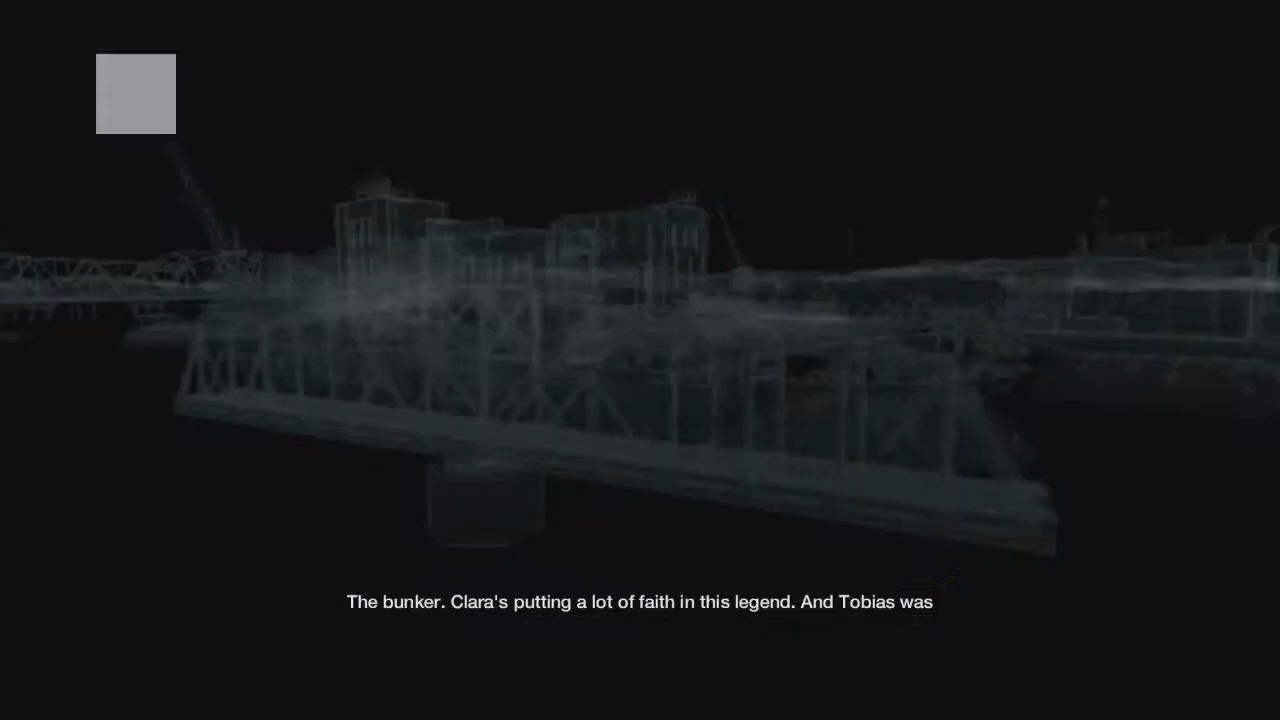 The bunker. Clara's putting a lot of faith in this legend. And Tobias was